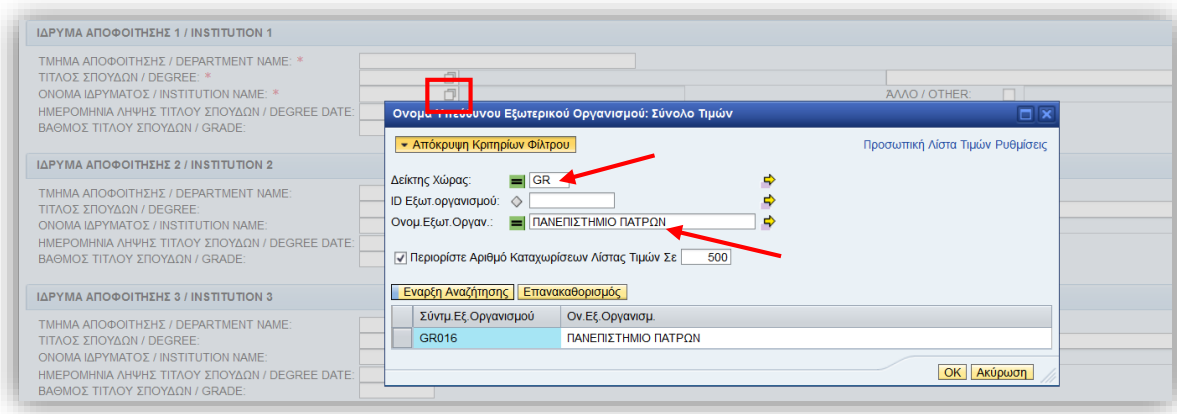 ΙΔΡΥΜΑ ΑΠΟΦΟΙΤΗΣΗΣ 1 / INSTITUTION 1
ΤΜΗΜΑ ΑΠΟΦΟΙΤΗΣΗΣ / DEPARTMENT NAME: *
ΤΙΤΛΟΣ ΣΠΟΥΔΩΝ / DEGREE: *
ΟΝΟΜΑ ΙΔΡΥΜΑΤΟΣ / INSTITUTION NAME: * ΆΛΛΟ / OTHER:
ΗΜΕΡΟΜΗΝΙΑ ΛΗΨΗΣ ΤΙΤΛΟΥ ΣΠΟΥΔΩΝ / DEGREE DATE:
ΒΑΘΜΟΣ ΤΙΤΛΟΥ ΣΠΟΥΔΩΝ / GRADE:
ΙΔΡΥΜΑ ΑΠΟΦΟΙΤΗΣΗΣ 2 / INSTITUTION 2
ΤΜΗΜΑ ΑΠΟΦΟΙΤΗΣΗΣ / DEPARTMENT NAME:
ΤΙΤΛΟΣ ΣΠΟΥΔΩΝ / DEGREE:
ΟΝΟΜΑ ΙΔΡΥΜΑΤΟΣ / INSTITUTION NAME:
ΗΜΕΡΟΜΗΝΙΑ ΛΗΨΗΣ ΤΙΤΛΟΥ ΣΠΟΥΔΩΝ / DEGREE DATE:
ΒΑΘΜΟΣ ΤΙΤΛΟΥ ΣΠΟΥΔΩΝ / GRADE:
ΙΔΡΥΜΑ ΑΠΟΦΟΙΤΗΣΗΣ 3 / INSTITUTION 3
ΤΜΗΜΑ ΑΠΟΦΟΙΤΗΣΗΣ / DEPARTMENT NAME:
ΤΙΤΛΟΣ ΣΠΟΥΔΩΝ / DEGREE:
ΟΝΟΜΑ ΙΔΡΥΜΑΤΟΣ / INSTITUTION NAME:
ΗΜΕΡΟΜΗΝΙΑ ΛΗΨΗΣ ΤΙΤΛΟΥ ΣΠΟΥΔΩΝ / DEGREE DATE:
ΒΑΘΜΟΣ ΤΙΤΛΟΥ ΣΠΟΥΔΩΝ / GRADE:
Ονομα Υπεύθυνου Εξωτερικού Οργανισμού: Σύνολο Τιμών
Απόκρυψη Κριτηρίων Φίλτρου Προσωπική Λίστα Τιμών Ρυθμίσεις
Δείκτης Χώρας: GR
ID Εξωτ.οργανισμού:
Ονομ.Εξωτ.Οργαν.: ΠΑΝΕΠΙΣΤΗΜΙΟ ΠΑΤΡΩΝ
Περιορίστε Αριθμό Καταχωρίσεων Λίστας Τιμών Σε 500
Εναρξη Αναζήτησης Επανακαθορισμός
Σύντμ.Εξ.Οργανισμού Ον.Εξ.Οργανισμ.
GR016 ΠΑΝΕΠΙΣΤΗΜΙΟ ΠΑΤΡΩΝ
OK Ακύρωση